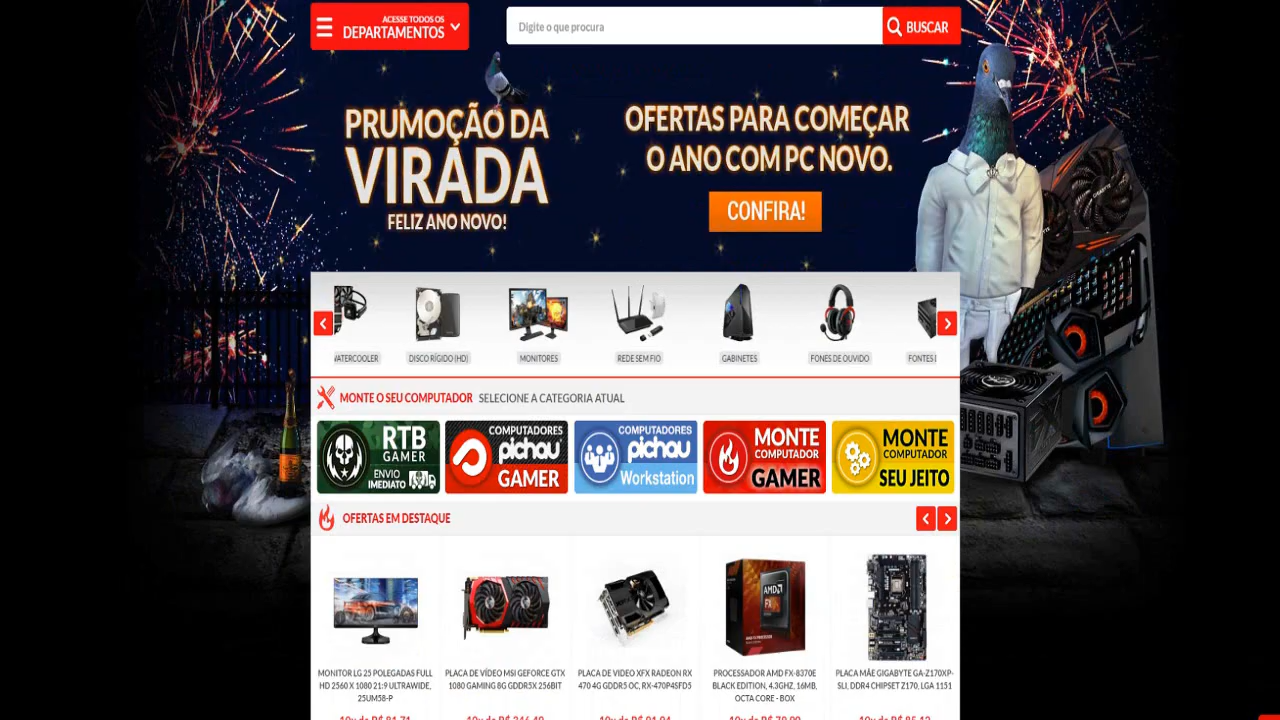 ACESSE TODOS OS
DEPARTAMENTOS
Digite o que procura
BUSCAR
PRUMOÇÃO DA
VIRADA
FELIZ ANO NOVO!
OFERTAS PARA COMEÇAR
O ANO COM PC NOVO.
CONFIRA!
GIGABYTE
WATERCOOLER
DISCO RÍGIDO (HD)
MONITORES
REDE SEM FIO
GABINETES
FONES DE OUVIDO
FONTES
MONTE O SEU COMPUTADOR SELECIONE A CATEGORIA ATUAL
RTB
GAMER
ENVIO
IMEDIATO
COMPUTADORES
pichau
GAMER
COMPUTADORES
pichau
Workstation
MONTE
COMPUTADOR
GAMER
MONTE
COMPUTADOR
SEU JEITO
OFERTAS EM DESTAQUE
AMD
FX
MONITOR LG 25 POLEGADAS FULL
HD 2560 X 1080 21:9 ULTRAWIDE,
25UM58-P
PLACA DE VÍDEO MSI GEFORCE GTX
1080 GAMING 8G GDDR5X 256BIT
PLACA DE VIDEO XFX RADEON RX
470 4G GDDR5 OC, RX-470P4SFD5
PROCESSADOR AMD FX-8370E
BLACK EDITION, 4.3GHZ, 16MB,
OCTA CORE - BOX
PLACA MÃE GIGABYTE GA-Z170XP-
SLI, DDR4 CHIPSET Z170, LGA 1151